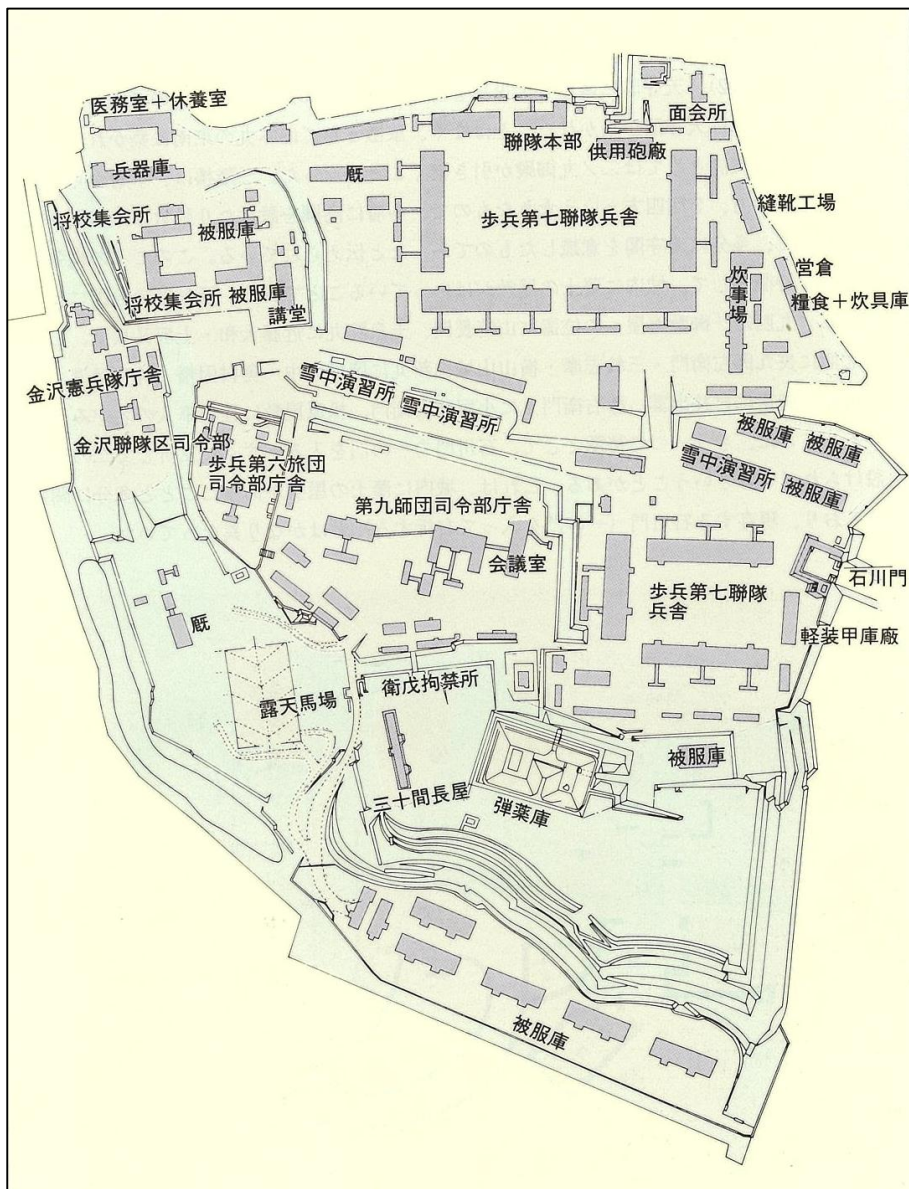 医務室＋休養室
面会所
聯隊本部
供用砲廠
兵器庫
厩
縫靴工場
将校集会所
被服庫
歩兵第七聯隊兵舎
営倉
炊事場
糧食＋炊具庫
将校集会所
被服庫
講堂
金沢憲兵隊庁舎
雪中演習所
雪中演習所
被服庫
被服庫
金沢聯隊区司令部
歩兵第六旅団
司令部庁舎
雪中演習所
被服庫
第九師団司令部庁舎
会議室
石川門
歩兵第七聯隊
兵舎
厩
軽装甲庫廠
衛戍拘禁所
露天馬場
被服庫
三十間長屋
弾薬庫
被服庫